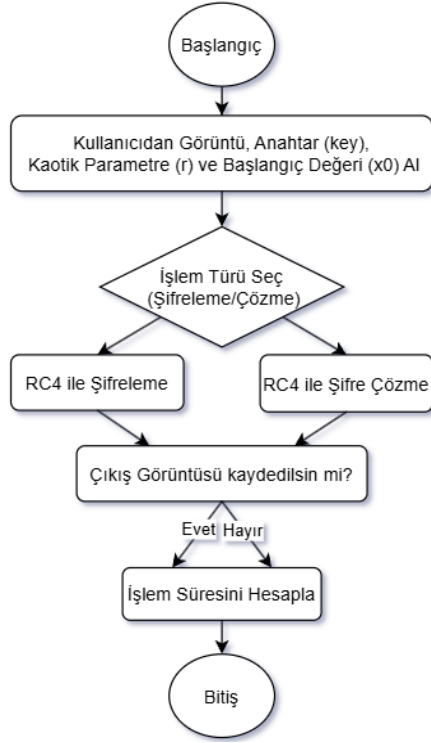 Başlangıç
Kullanıcıdan Görüntü, Anahtar (key),
Kaotik Parametre (r) ve Başlangıç Değeri (x0) Al
İşlem Türü Seç
(Şifreleme/Çözme)
RC4 ile Şifreleme
RC4 ile Şifre Çözme
Çıkış Görüntüsü kaydedilsin mi?
Evet
Hayır
İşlem Süresini Hesapla
Bitiş